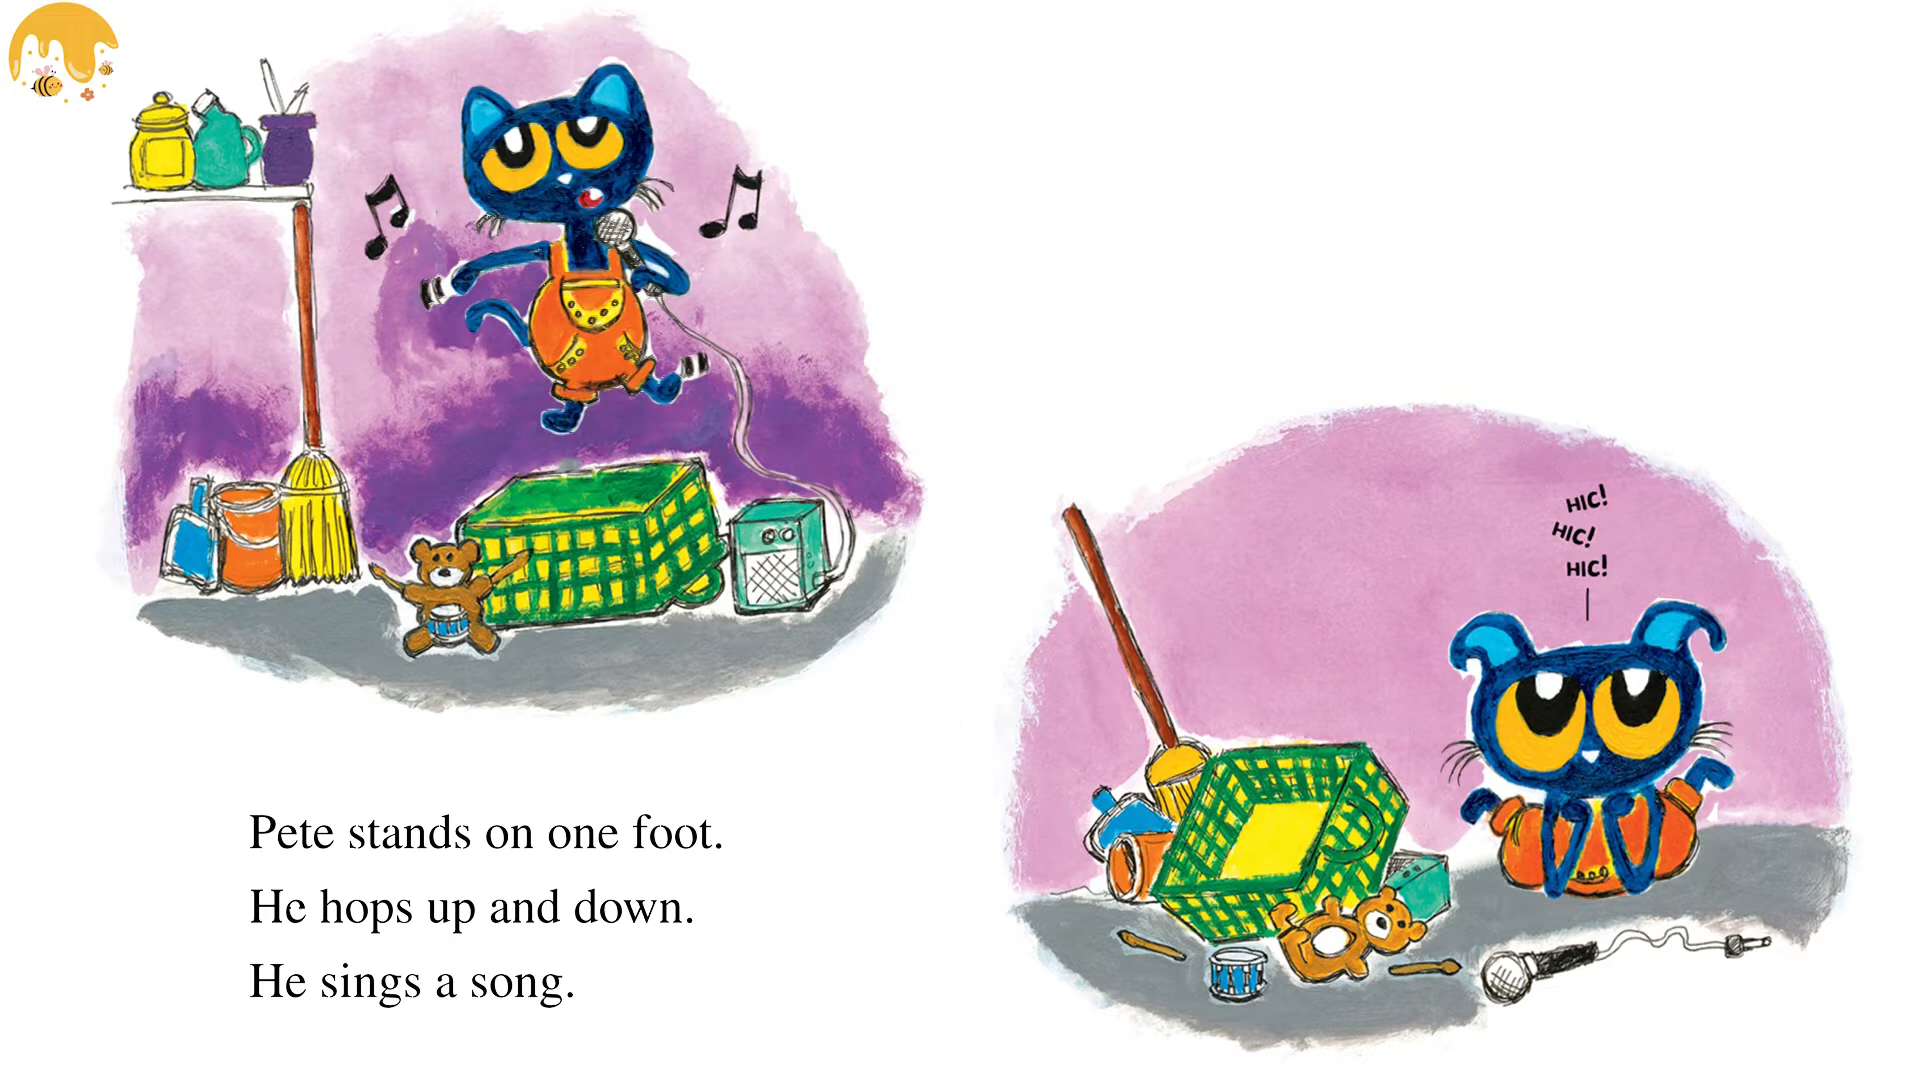 Pete stands on one foot.
He hops up and down.
He sings a song.
HIC!
HIC!
HIC!